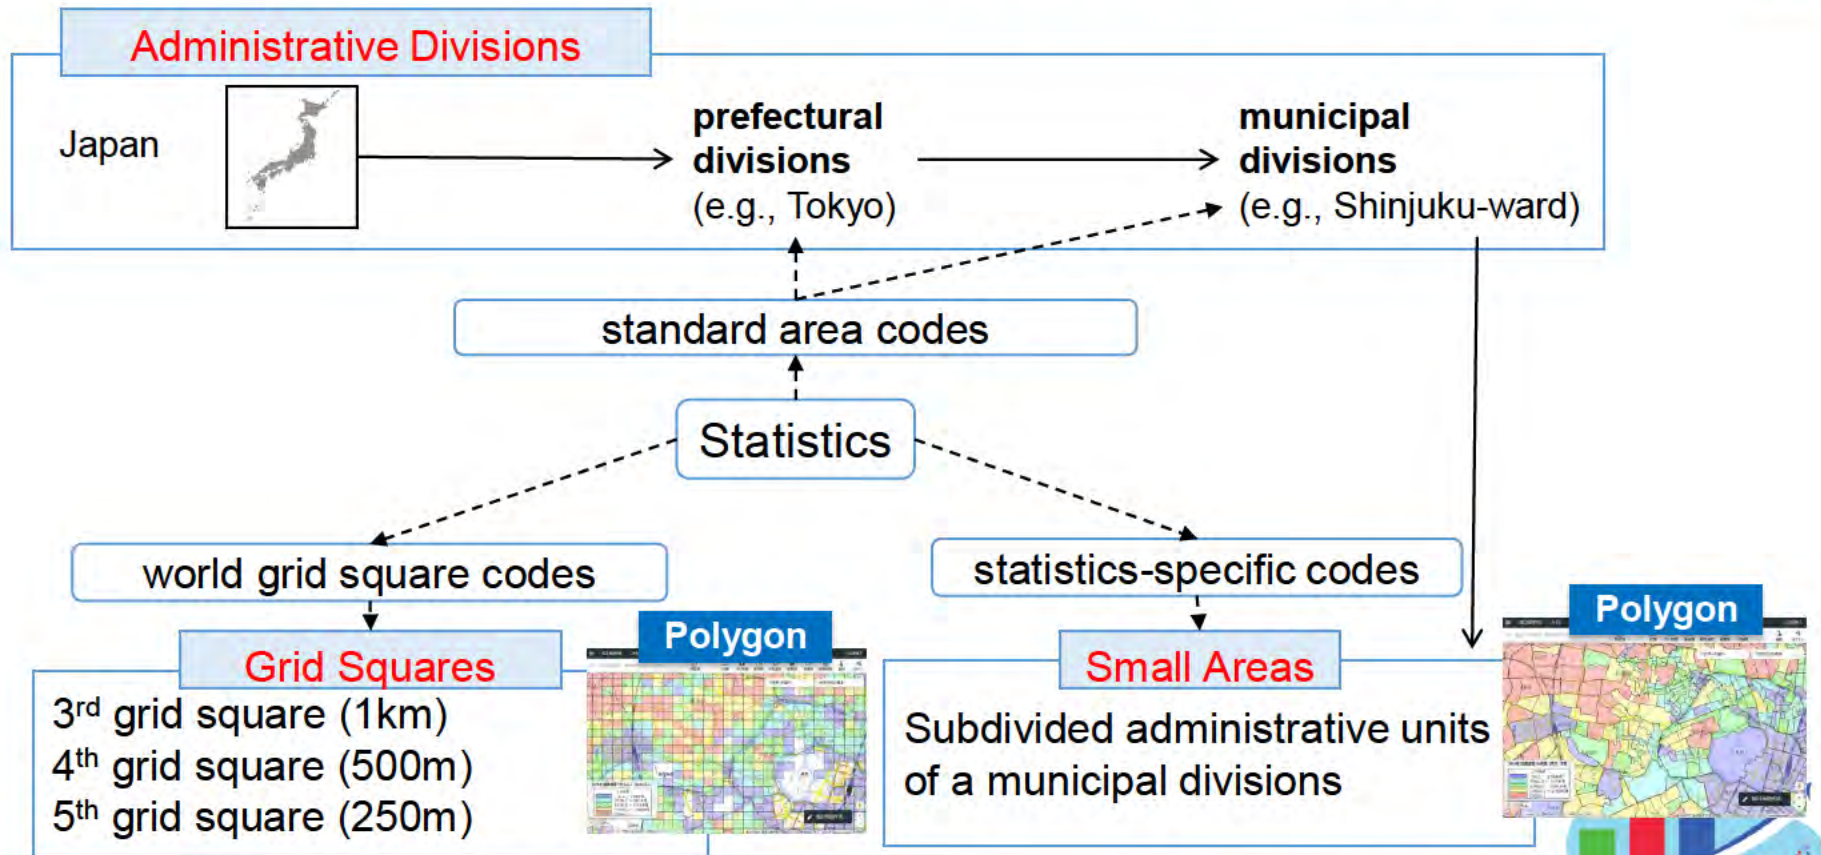 Administrative Divisions
Japan
prefectural
divisions
(e.g., Tokyo)
municipal
divisions
(e.g., Shinjuku-ward)
standard area codes
Statistics
world grid square codes
statistics-specific codes
Polygon
Grid Squares
3rd grid square (1km)
4th grid square (500m)
5th grid square (250m)
Polygon
Small Areas
Subdivided administrative units
of a municipal divisions